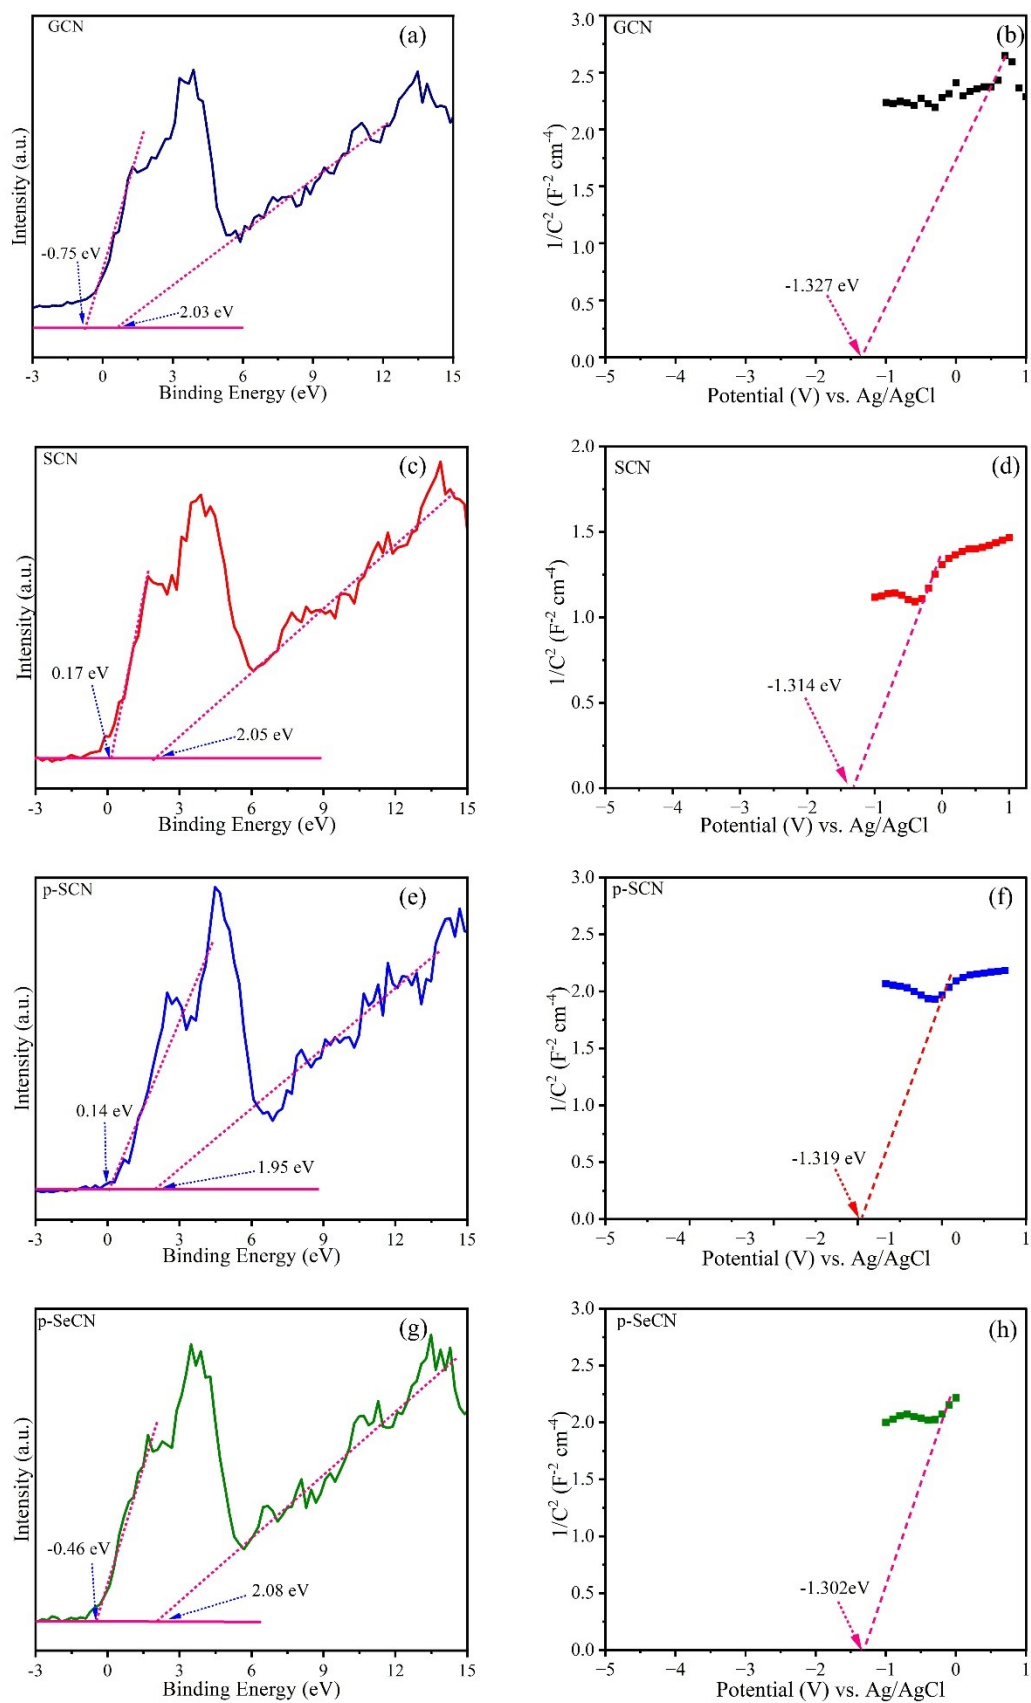 GCN
(a)
Intensity (a.u.)
-0.75 eV
2.03 eV
-3 0 3 6 9 12 15
Binding Energy (eV)
GCN
(b)
1/C² (F⁻² cm⁻⁴)
3.0
2.5
2.0
1.5
1.0
0.5
0.0
-1.327 eV
−5 −4 −3 −2 −1 0 1
Potential (V) vs. Ag/AgCl
SCN
(c)
Intensity (a.u.)
0.17 eV
2.05 eV
-3 0 3 6 9 12 15
Binding Energy (eV)
SCN
(d)
1/C² (F⁻² cm⁻⁴)
2.0
1.5
1.0
0.5
0.0
-1.314 eV
−5 −4 −3 −2 −1 0 1
Potential (V) vs. Ag/AgCl
p-SCN
(e)
Intensity (a.u.)
0.14 eV
1.95 eV
-3 0 3 6 9 12 15
Binding Energy (eV)
p-SCN
(f)
1/C² (F⁻² cm⁻⁴)
3.0
2.5
2.0
1.5
1.0
0.5
0.0
-1.319 eV
−5 −4 −3 −2 −1 0 1
Potential (V) vs. Ag/AgCl
p-SeCN
(g)
Intensity (a.u.)
-0.46 eV
2.08 eV
-3 0 3 6 9 12 15
Binding Energy (eV)
p-SeCN
(h)
1/C² (F⁻² cm⁻⁴)
3.0
2.5
2.0
1.5
1.0
0.5
0.0
-1.302eV
−5 −4 −3 −2 −1 0 1
Potential (V) vs. Ag/AgCl